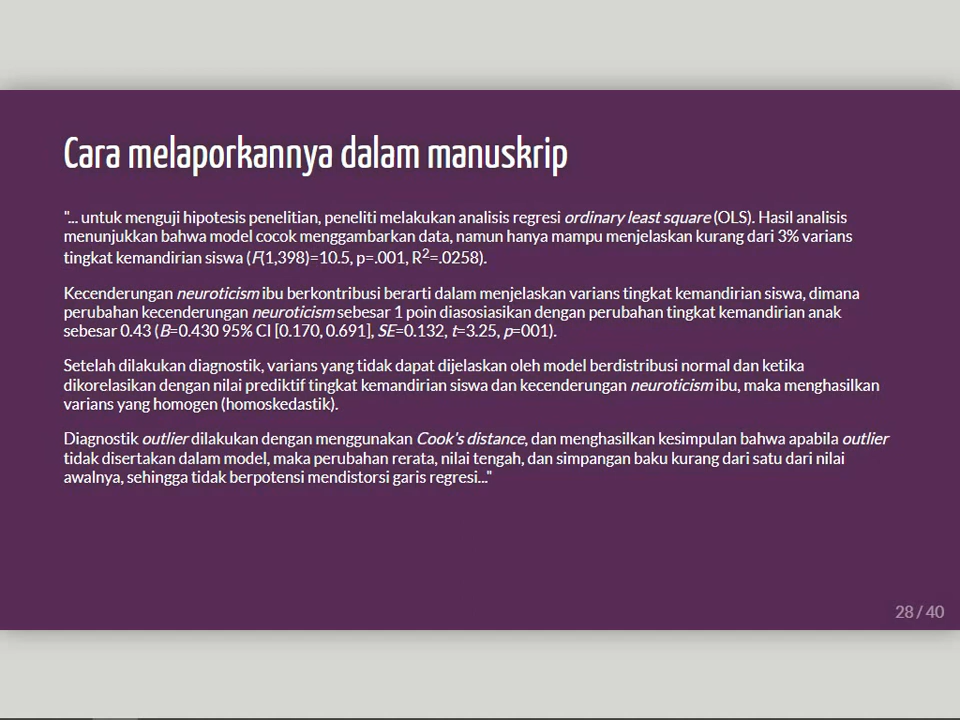 Cara melaporkannya dalam manuskrip
"... untuk menguji hipotesis penelitian, peneliti melakukan analisis regresi ordinary least square (OLS). Hasil analisis
menunjukkan bahwa model cocok menggambarkan data, namun hanya mampu menjelaskan kurang dari 3% varians
tingkat kemandirian siswa (F(1,398)=10.5, p=.001, R²=.0258).
Kecenderungan neuroticism ibu berkontribusi berarti dalam menjelaskan varians tingkat kemandirian siswa, dimana
perubahan kecenderungan neuroticism sebesar 1 poin diasosiasikan dengan perubahan tingkat kemandirian anak
sebesar 0.43 (B=0.430 95% CI [0.170, 0.691], SE=0.132, t=3.25, p=001).
Setelah dilakukan diagnostik, varians yang tidak dapat dijelaskan oleh model berdistribusi normal dan ketika
dikorelasikan dengan nilai prediktif tingkat kemandirian siswa dan kecenderungan neuroticism ibu, maka menghasilkan
varians yang homogen (homoskedastik).
Diagnostik outlier dilakukan dengan menggunakan Cook's distance, dan menghasilkan kesimpulan bahwa apabila outlier
tidak disertakan dalam model, maka perubahan rerata, nilai tengah, dan simpangan baku kurang dari satu dari nilai
awalnya, sehingga tidak berpotensi mendistorsi garis regresi..."
28 / 40